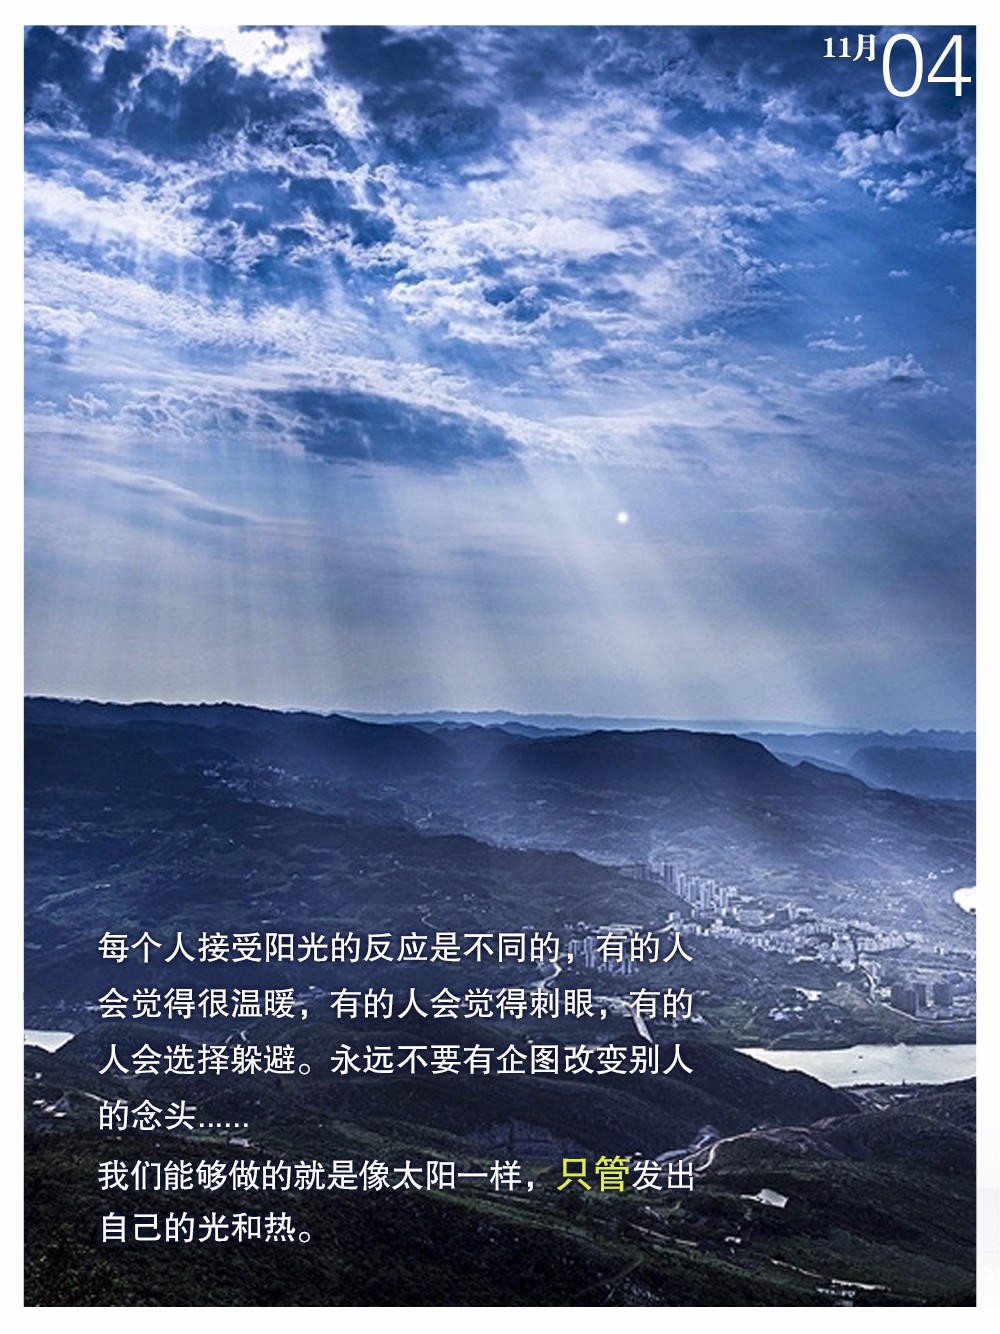 11月04
每个人接受阳光的反应是不同的，有的人
会觉得很温暖，有的人会觉得刺眼，有的
人会选择躲避。永远不要有企图改变别人
的念头......
我们能够做的就是像太阳一样，只管发出
自己的光和热。